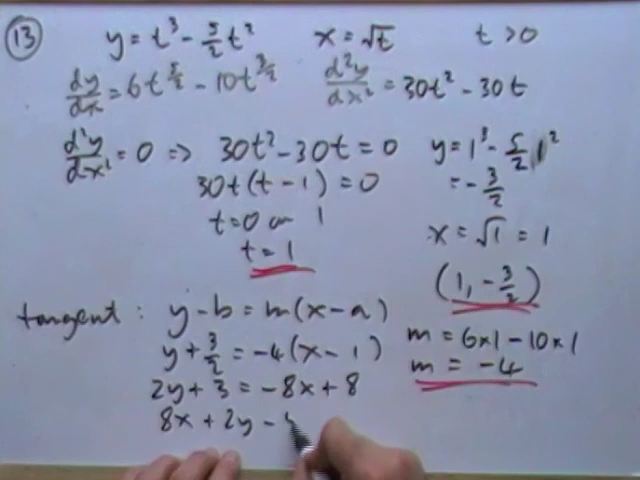 13 y = t³ - 5/2 t² x = √t t > 0
dy/dx = 6t^(5/2) - 10t^(3/2) d²y/dx² = 30t² - 30t
d²y/dx² = 0 => 30t² - 30t = 0
30t(t - 1) = 0
t = 0 or 1
t = 1
y = 1³ - 5/2 1²
= - 3/2
x = √1 = 1
(1, - 3/2)
m = 6×1 - 10×1
m = -4
tangent : y - b = m(x - a)
y + 3/2 = -4(x - 1)
2y + 3 = -8x + 8
8x + 2y -